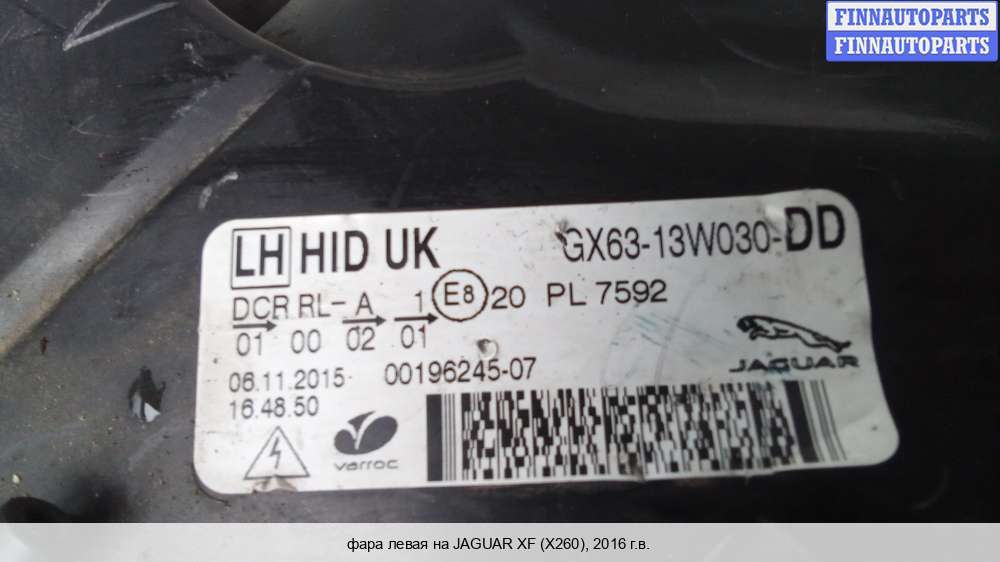 FINNAUTOPARTS
FINNAUTOPARTS
LH HID UK GX63-13W030-DD
DCR RL- A 1 E8 20 PL 7592
01 00 02 01
JAGUAR
06.11.2015 00196245-07
16.48.50
varroc
фара левая на JAGUAR XF (X260), 2016 г.в.